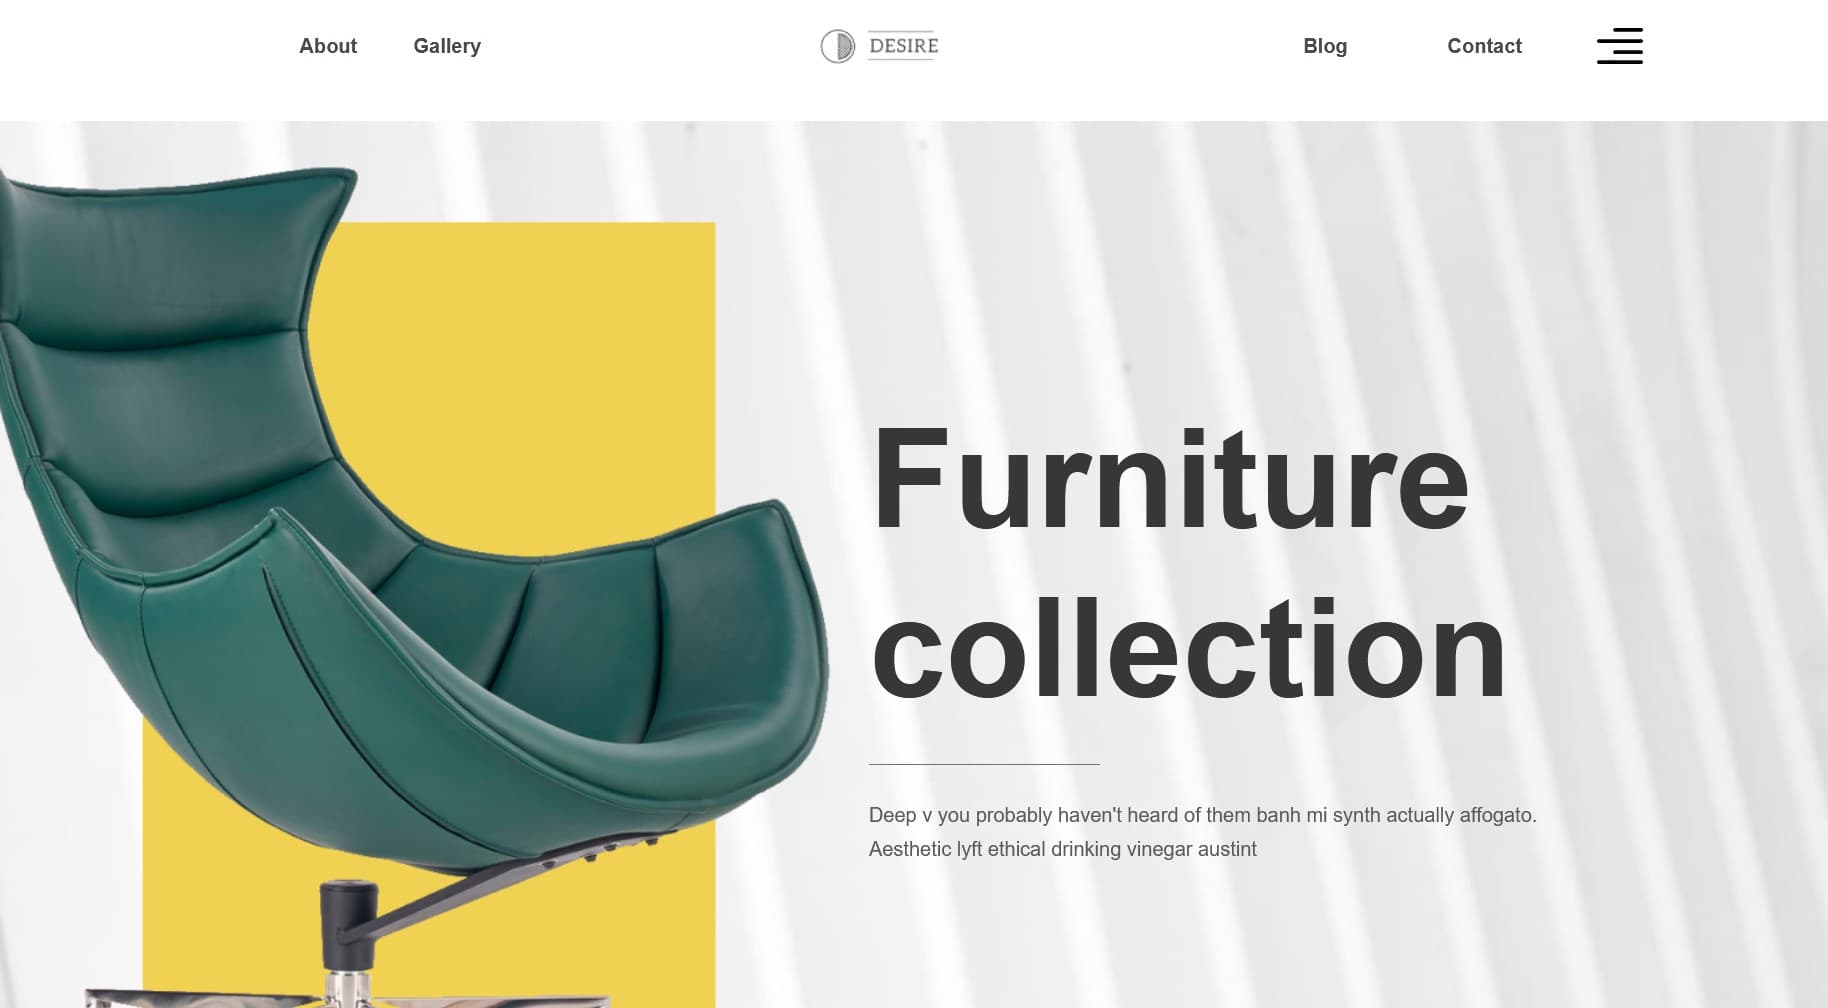 About
Gallery
DESIRE
Blog
Contact
Furniture
collection
Deep v you probably haven't heard of them banh mi synth actually affogato.
Aesthetic lyft ethical drinking vinegar austint